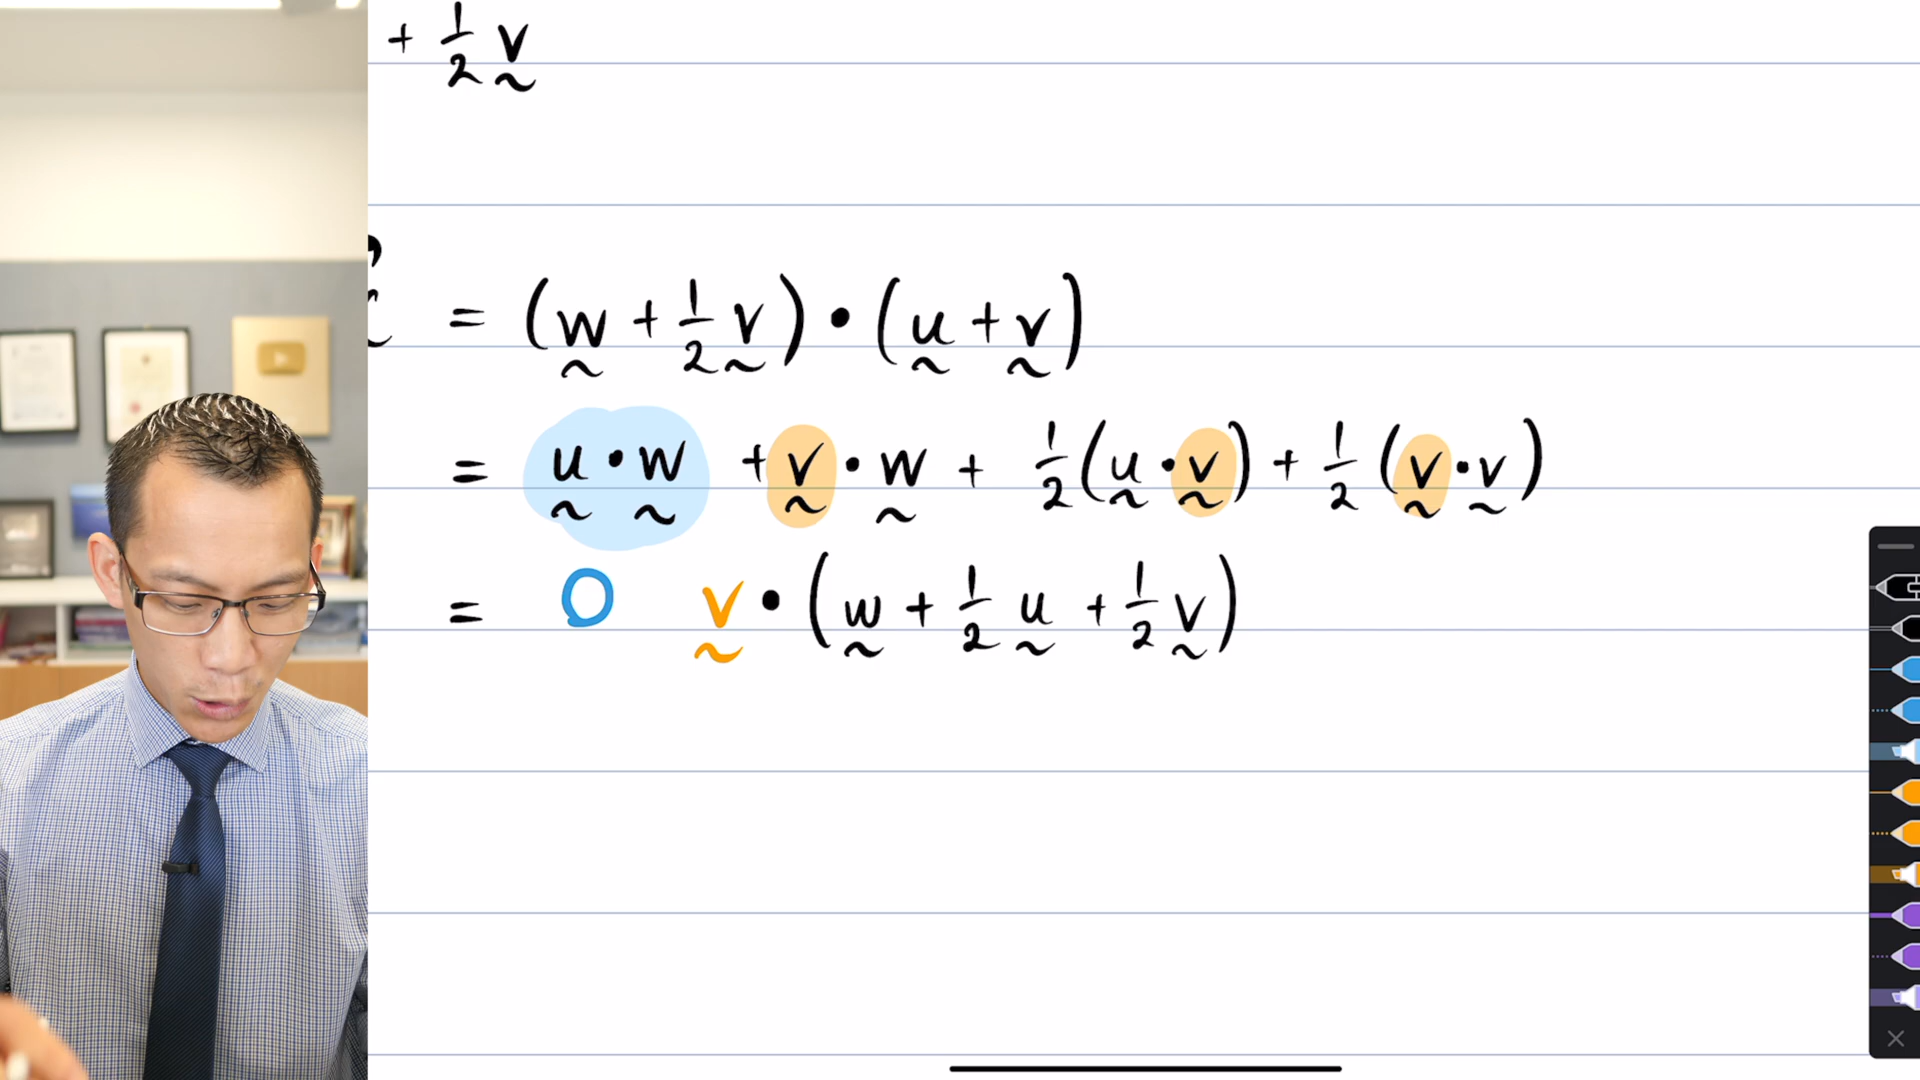 + 1/2 v
= (w + 1/2 v) • (u + v)
= u • w + v • w + 1/2 (u • v) + 1/2 (v • v)
= 0 v • (w + 1/2 u + 1/2 v)